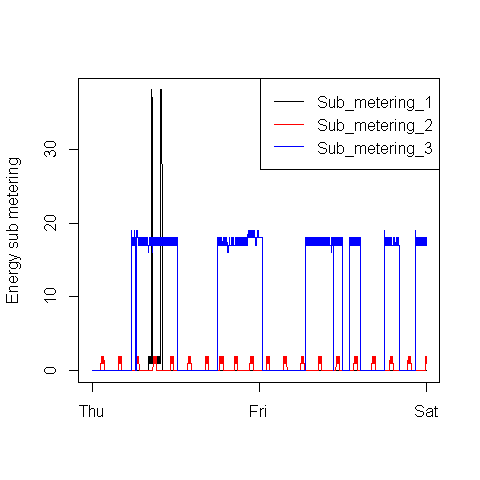 Sub_metering_1
Sub_metering_2
Sub_metering_3
Energy sub metering
30
20
10
0
Thu Fri Sat